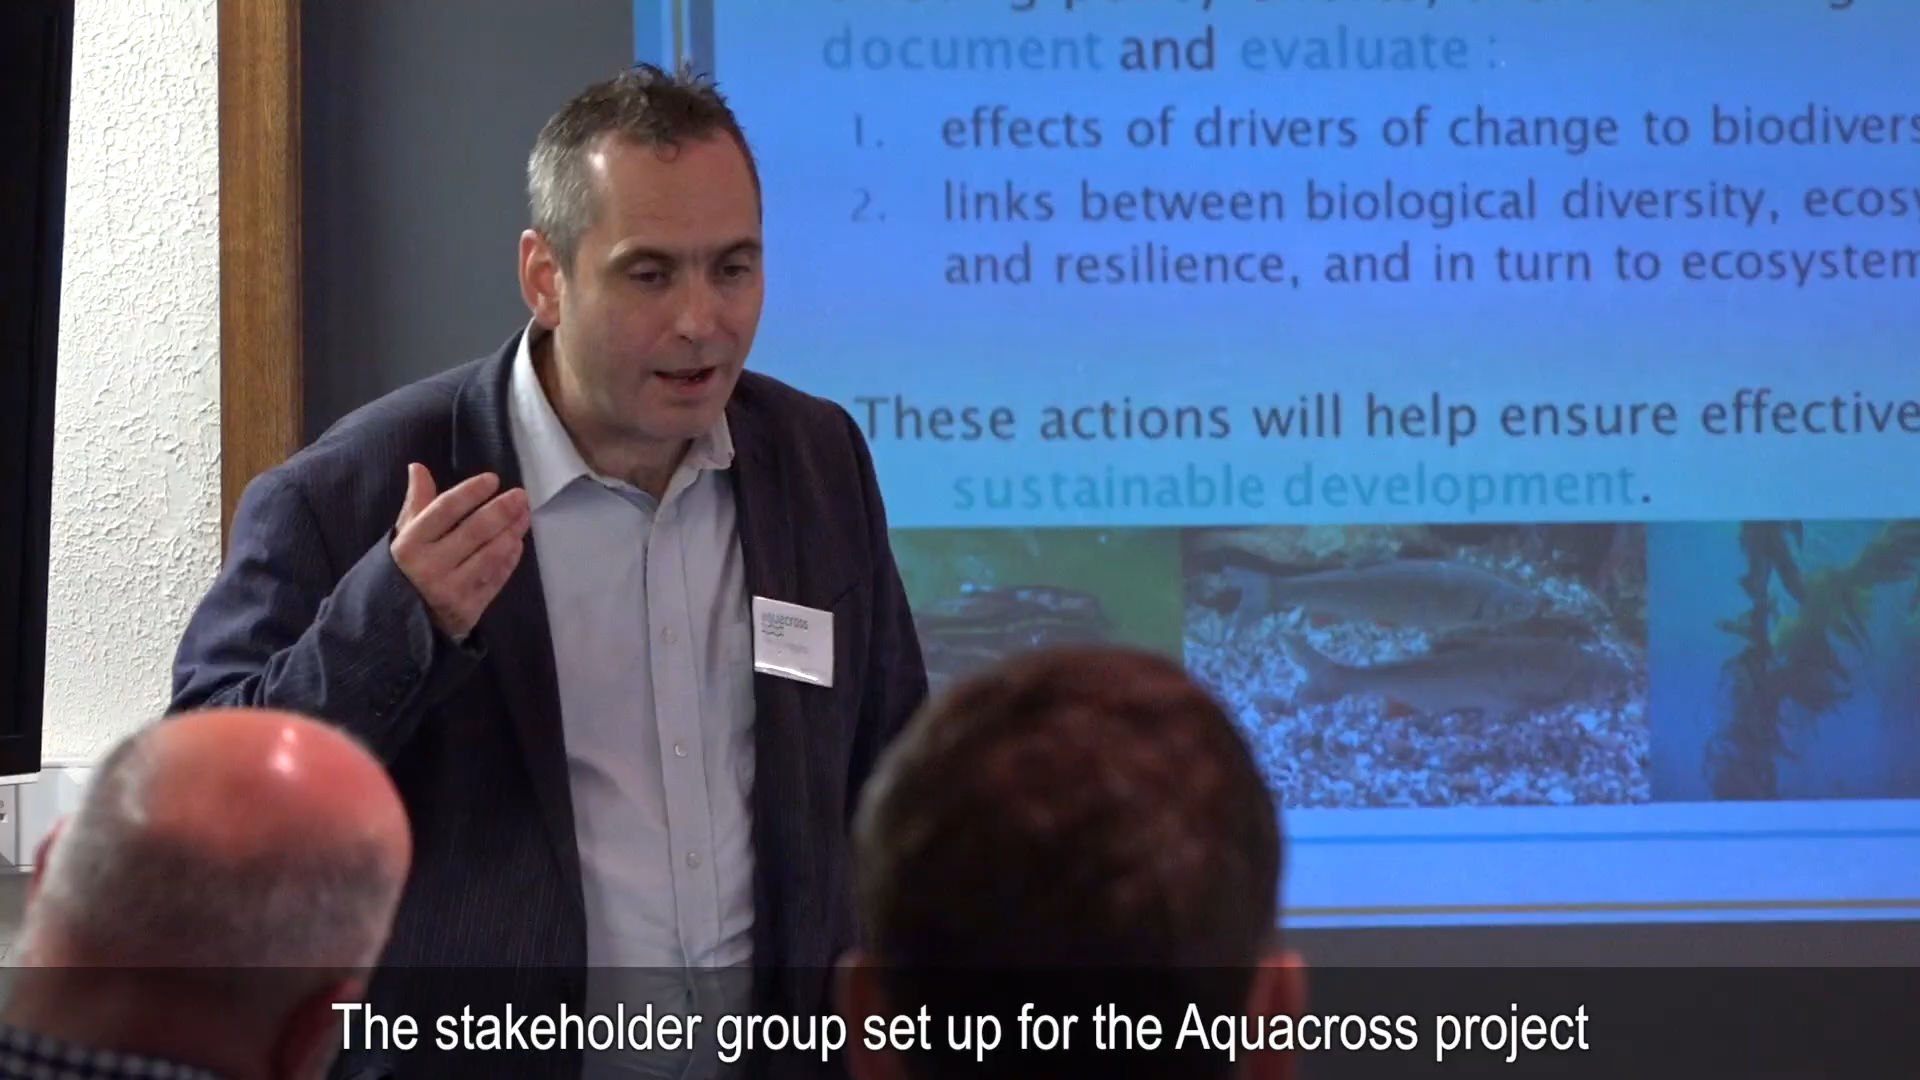 document and evaluate :
1. effects of drivers of change to biodivers
2. links between biological diversity, ecos
and resilience, and in turn to ecosystem
These actions will help ensure effective
sustainable development.
aquacross
The stakeholder group set up for the Aquacross project